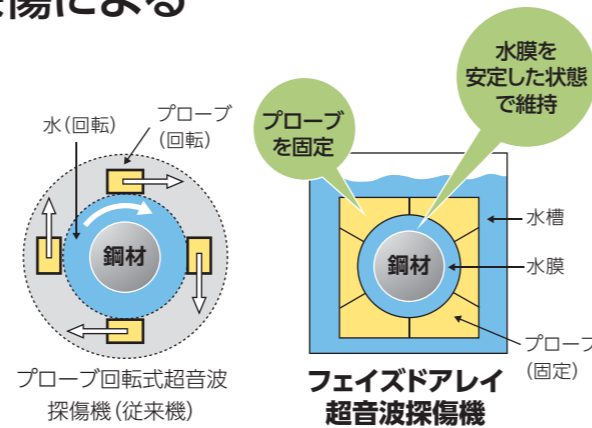 傷による
水(回転)
プローブ
(回転)
鋼材
プローブ回転式超音波
探傷機(従来機)
プローブ
を固定
水膜を
安定した状態
で維持
鋼材
水槽
水膜
プローブ
(固定)
フェイズドアレイ
超音波探傷機